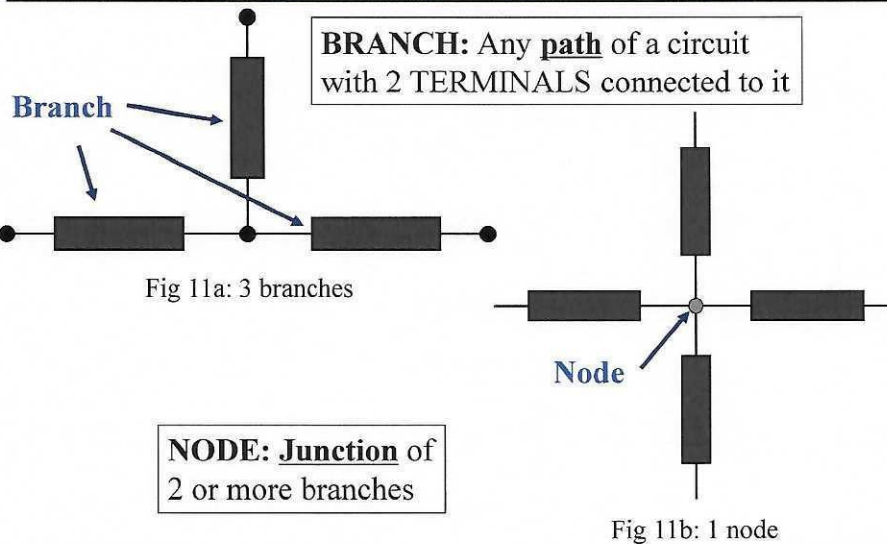 BRANCH: Any path of a circuit
with 2 TERMINALS connected to it
Branch
Fig 11a: 3 branches
Node
NODE: Junction of
2 or more branches
Fig 11b: 1 node